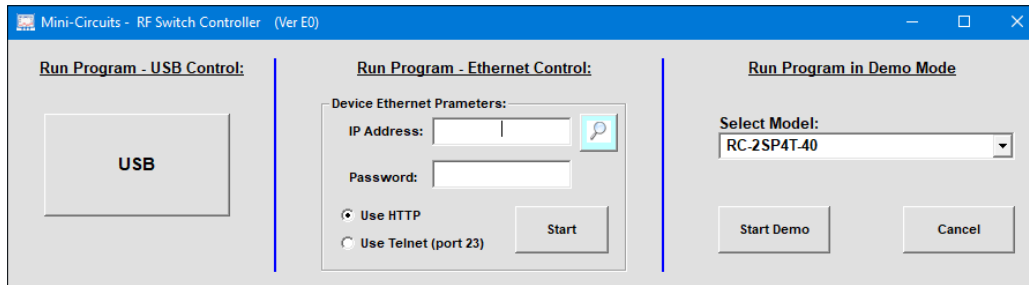 Mini-Circuits - RF Switch Controller (Ver E0)
Run Program - USB Control:
USB
Run Program - Ethernet Control:
Device Ethernet Prameters:
IP Address:
Password:
Use HTTP
Use Telnet (port 23)
Start
Run Program in Demo Mode
Select Model:
RC-2SP4T-40
Start Demo
Cancel